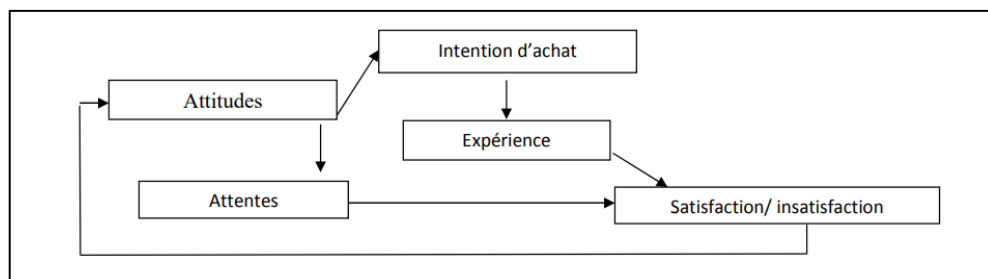 Intention d’achat
Attitudes
Expérience
Attentes
Satisfaction/ insatisfaction